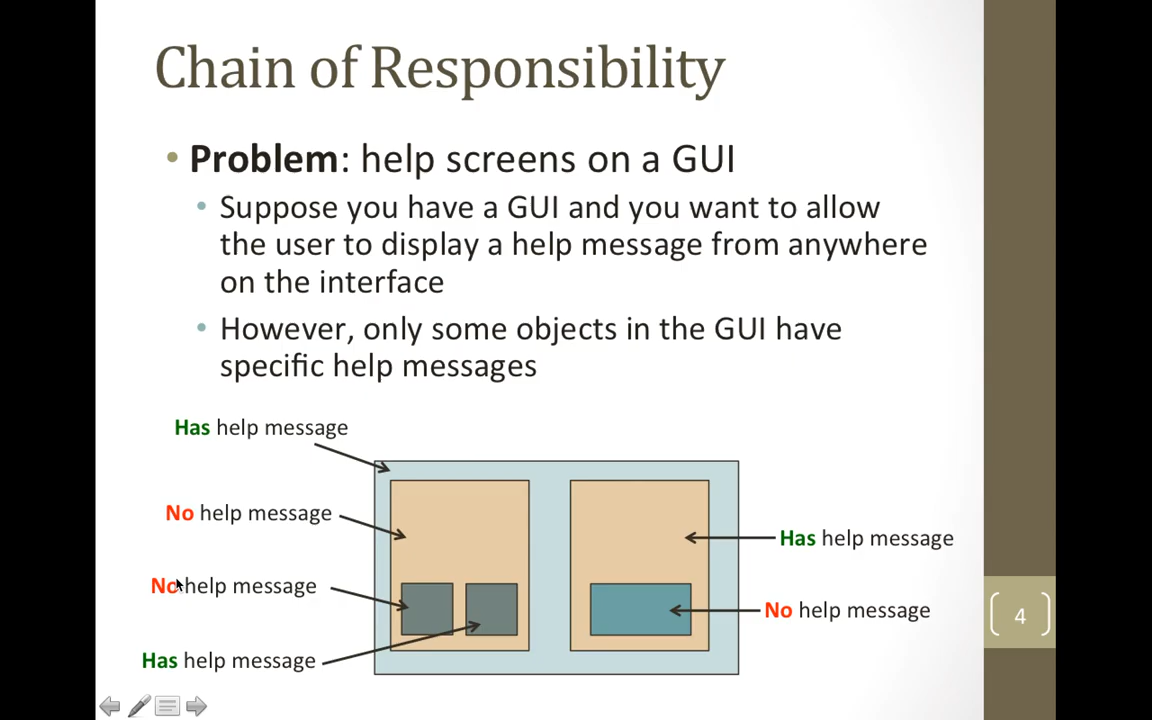 Chain of Responsibility
• Problem: help screens on a GUI
• Suppose you have a GUI and you want to allow
the user to display a help message from anywhere
on the interface
• However, only some objects in the GUI have
specific help messages
Has help message
No help message
No help message
Has help message
Has help message
No help message
4